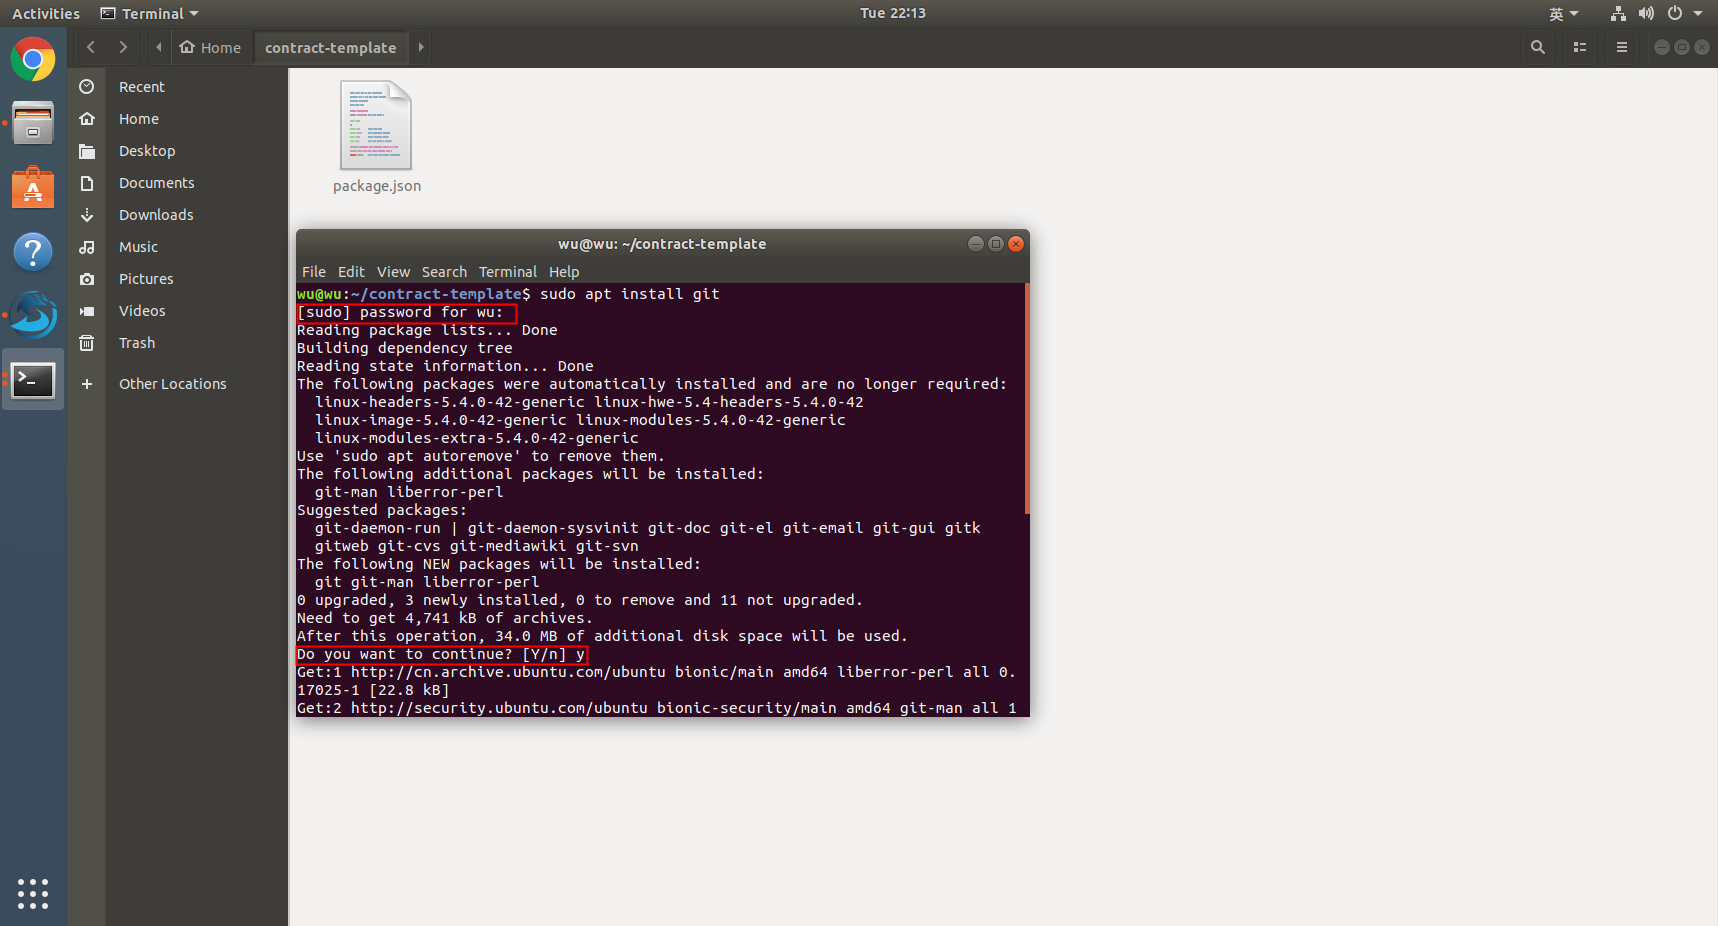 Activities
Terminal
Tue 22:13
英
Home
contract-template
Recent
Home
Desktop
Documents
Downloads
Music
Pictures
Videos
Trash
Other Locations
package.json
wu@wu: ~/contract-template
File Edit View Search Terminal Help
wu@wu:~/contract-template$ sudo apt install git
[sudo] password for wu:
Reading package lists... Done
Building dependency tree
Reading state information... Done
The following packages were automatically installed and are no longer required:
linux-headers-5.4.0-42-generic linux-hwe-5.4-headers-5.4.0-42
linux-image-5.4.0-42-generic linux-modules-5.4.0-42-generic
linux-modules-extra-5.4.0-42-generic
Use 'sudo apt autoremove' to remove them.
The following additional packages will be installed:
git-man liberror-perl
Suggested packages:
git-daemon-run | git-daemon-sysvinit git-doc git-el git-email git-gui gitk
gitweb git-cvs git-mediawiki git-svn
The following NEW packages will be installed:
git git-man liberror-perl
0 upgraded, 3 newly installed, 0 to remove and 11 not upgraded.
Need to get 4,741 kB of archives.
After this operation, 34.0 MB of additional disk space will be used.
Do you want to continue? [Y/n] y
Get:1 http://cn.archive.ubuntu.com/ubuntu bionic/main amd64 liberror-perl all 0.
17025-1 [22.8 kB]
Get:2 http://security.ubuntu.com/ubuntu bionic-security/main amd64 git-man all 1